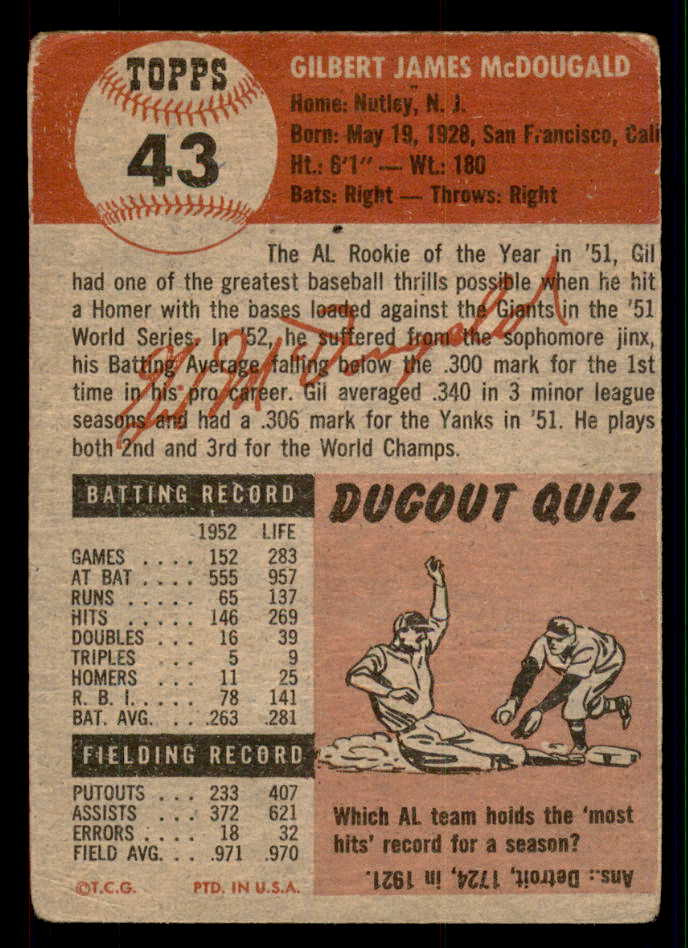 TOPPS
43
GILBERT JAMES McDOUGALD
Home: Nutley, N. J.
Born: May 19, 1928, San Francisco, Cali
Ht.: 6'1" — Wt.: 180
Bats: Right — Throws: Right
The AL Rookie of the Year in '51, Gil
had one of the greatest baseball thrills possible when he hit
a Homer with the bases loaded against the Giants in the '51
World Series. In '52, he suffered from the sophomore jinx,
his Batting Average falling below the .300 mark for the 1st
time in his pro career. Gil averaged .340 in 3 minor league
seasons and had a .306 mark for the Yanks in '51. He plays
both 2nd and 3rd for the World Champs.
Gil McDougald
BATTING RECORD
1952 LIFE
GAMES .... 152 283
AT BAT .... 555 957
RUNS ..... 65 137
HITS ..... 146 269
DOUBLES ... 16 39
TRIPLES ... 5 9
HOMERS ... 11 25
R. B. I. .... 78 141
BAT. AVG. ... .263 .281
FIELDING RECORD
PUTOUTS ... 233 407
ASSISTS ... 372 621
ERRORS .... 18 32
FIELD AVG. .. .971 .970
©T.C.G. PTD. IN U.S.A.
DUGOUT QUIZ
Which AL team holds the 'most
hits' record for a season?
Ans.: Detroit, 1724, in 1921.